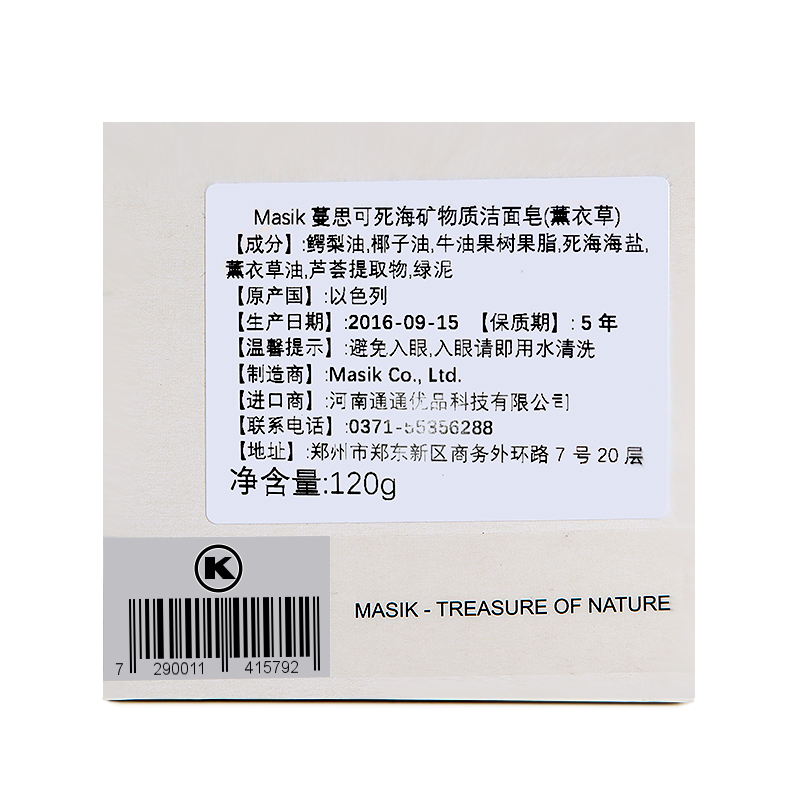 Masik 蔓思可死海矿物质洁面皂(薰衣草)
【成分】:鳄梨油,椰子油,牛油果树果脂,死海海盐,
薰衣草油,芦荟提取物,绿泥
【原产国】:以色列
【生产日期】:2016-09-15 【保质期】: 5 年
【温馨提示】:避免入眼,入眼请即用水清洗
【制造商】:Masik Co., Ltd.
【进口商】:河南通通优品科技有限公司
【联系电话】:0371-55356288
【地址】:郑州市郑东新区商务外环路 7 号 20 层
净含量:120g
K
MASIK - TREASURE OF NATURE
7 290011 415792